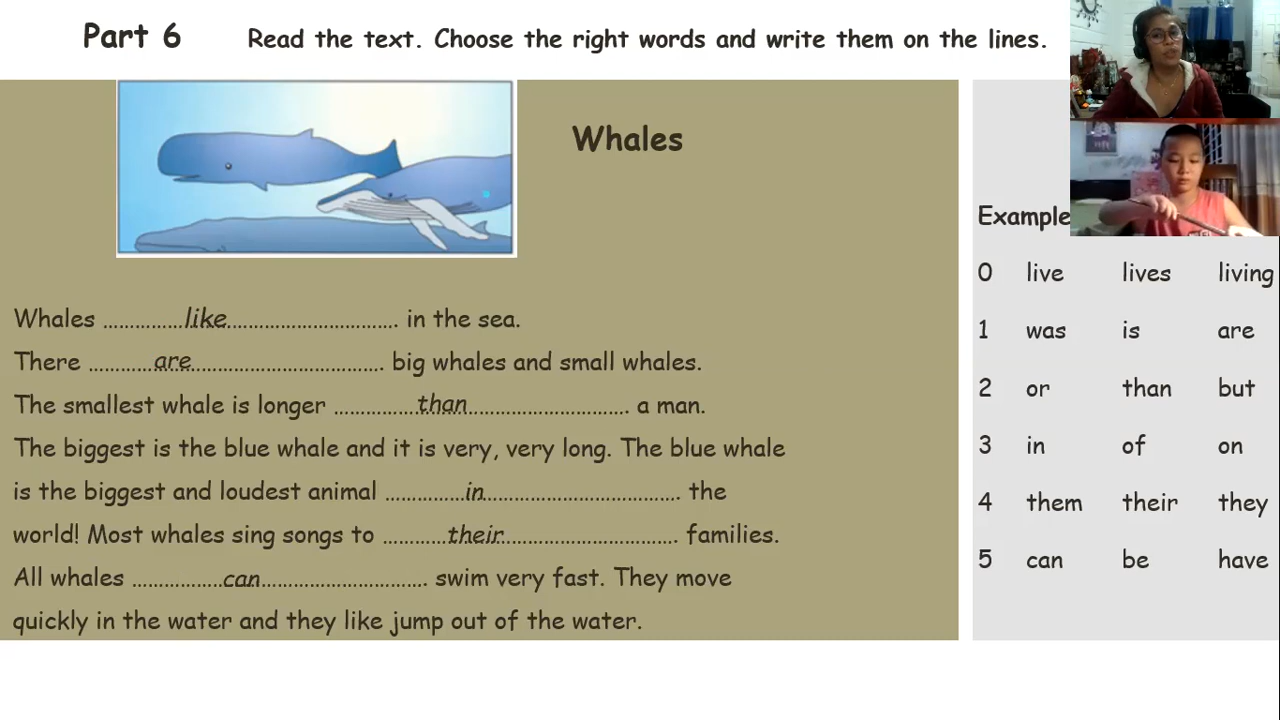 Part 6 Read the text. Choose the right words and write them on the lines.
Whales
Whales ...............like.................................. in the sea.
There ...........are................................. big whales and small whales.
The smallest whale is longer ...............than............................. a man.
The biggest is the blue whale and it is very, very long. The blue whale
is the biggest and loudest animal ..............in.................................. the
world! Most whales sing songs to ...........their............................. families.
All whales ................can............................. swim very fast. They move
quickly in the water and they like jump out of the water.
Example
0 live lives living
1 was is are
2 or than but
3 in of on
4 them their they
5 can be have